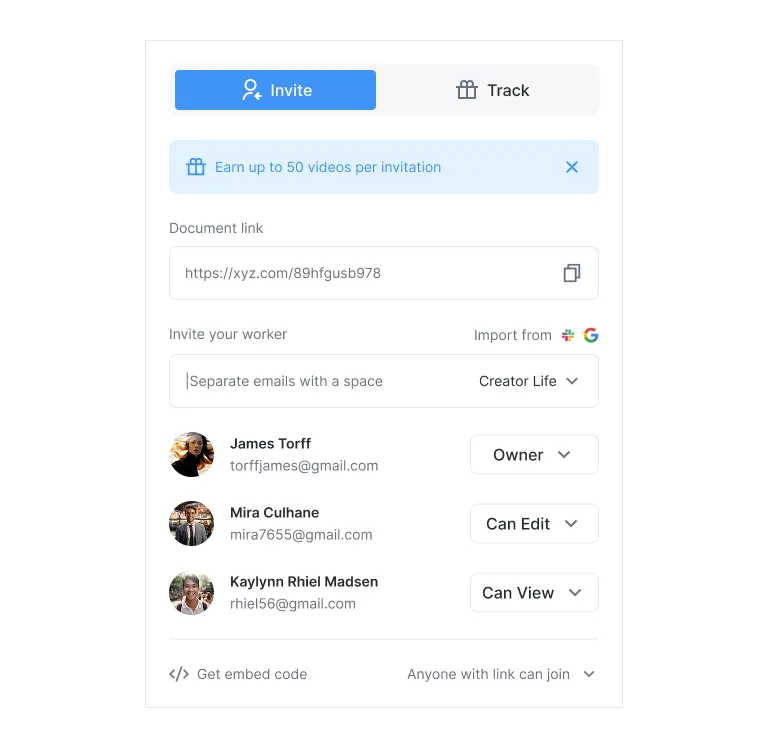 Invite
Track
Earn up to 50 videos per invitation
Document link
https://xyz.com/89hfgusb978
Invite your worker
Import from
Separate emails with a space
Creator Life
James Torff
torffjames@gmail.com
Owner
Mira Culhane
mira7655@gmail.com
Can Edit
Kaylynn Rhiel Madsen
rhiel56@gmail.com
Can View
Get embed code
Anyone with link can join